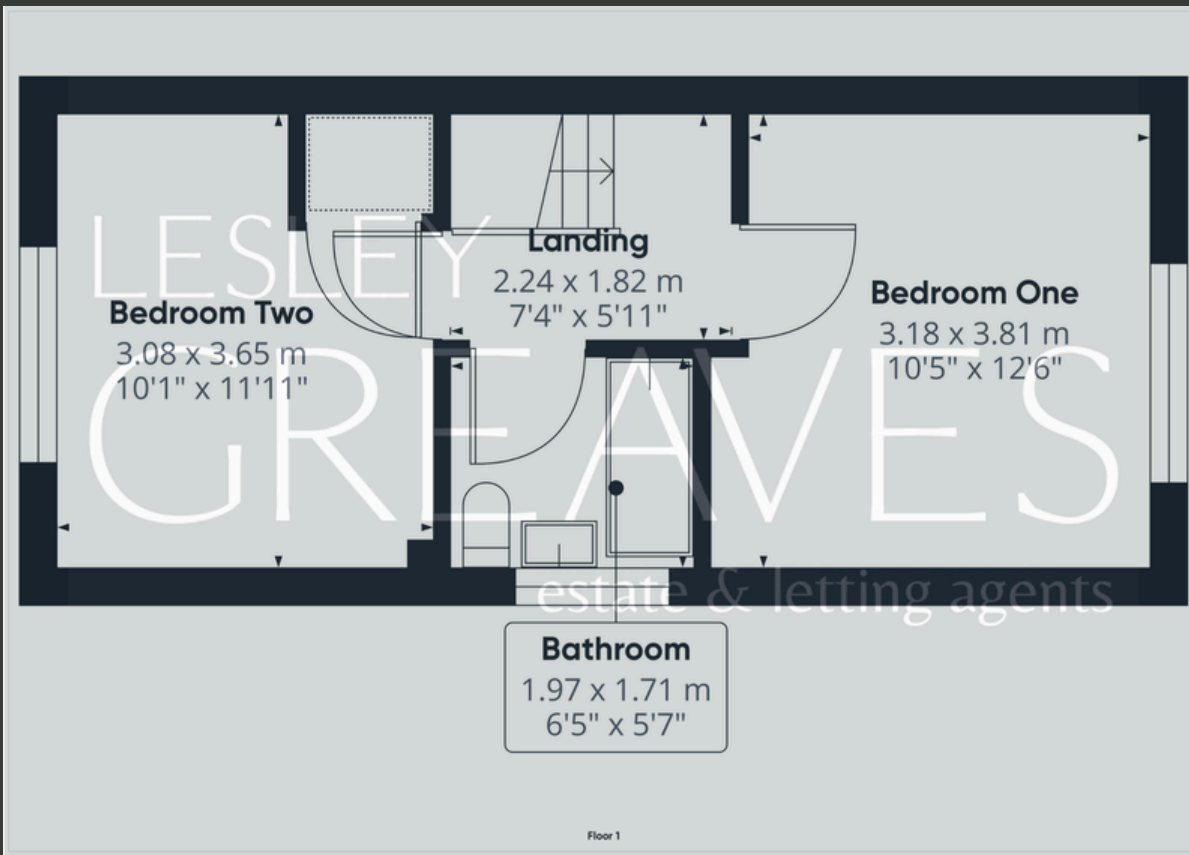 LESLEY
GREAVES
estate & letting agents
Landing
2.24 x 1.82 m
7'4" x 5'11"
Bedroom Two
3.08 x 3.65 m
10'1" x 11'11"
Bedroom One
3.18 x 3.81 m
10'5" x 12'6"
Bathroom
1.97 x 1.71 m
6'5" x 5'7"
Floor 1